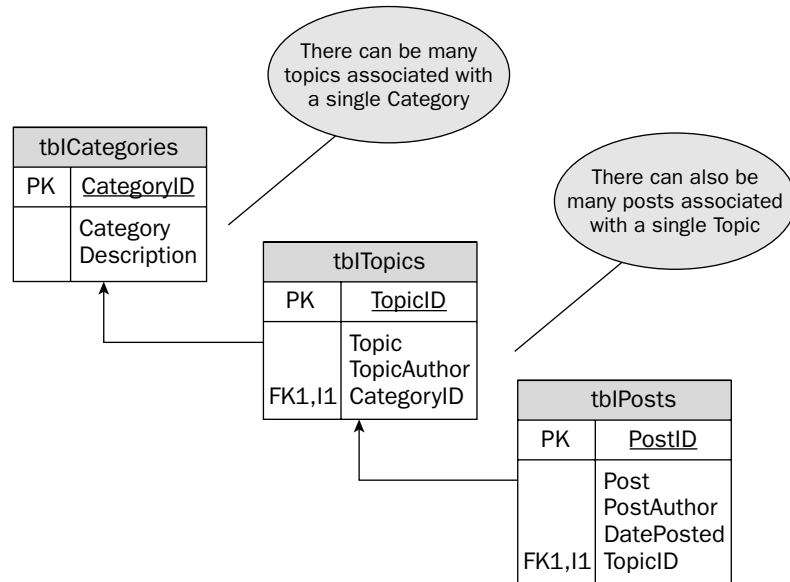 There can be many
topics associated with
a single Category
tblCategories
PK CategoryID
Category
Description
There can also be
many posts associated
with a single Topic
tblTopics
PK TopicID
Topic
TopicAuthor
FK1,I1 CategoryID
tblPosts
PK PostID
Post
PostAuthor
DatePosted
FK1,I1 TopicID